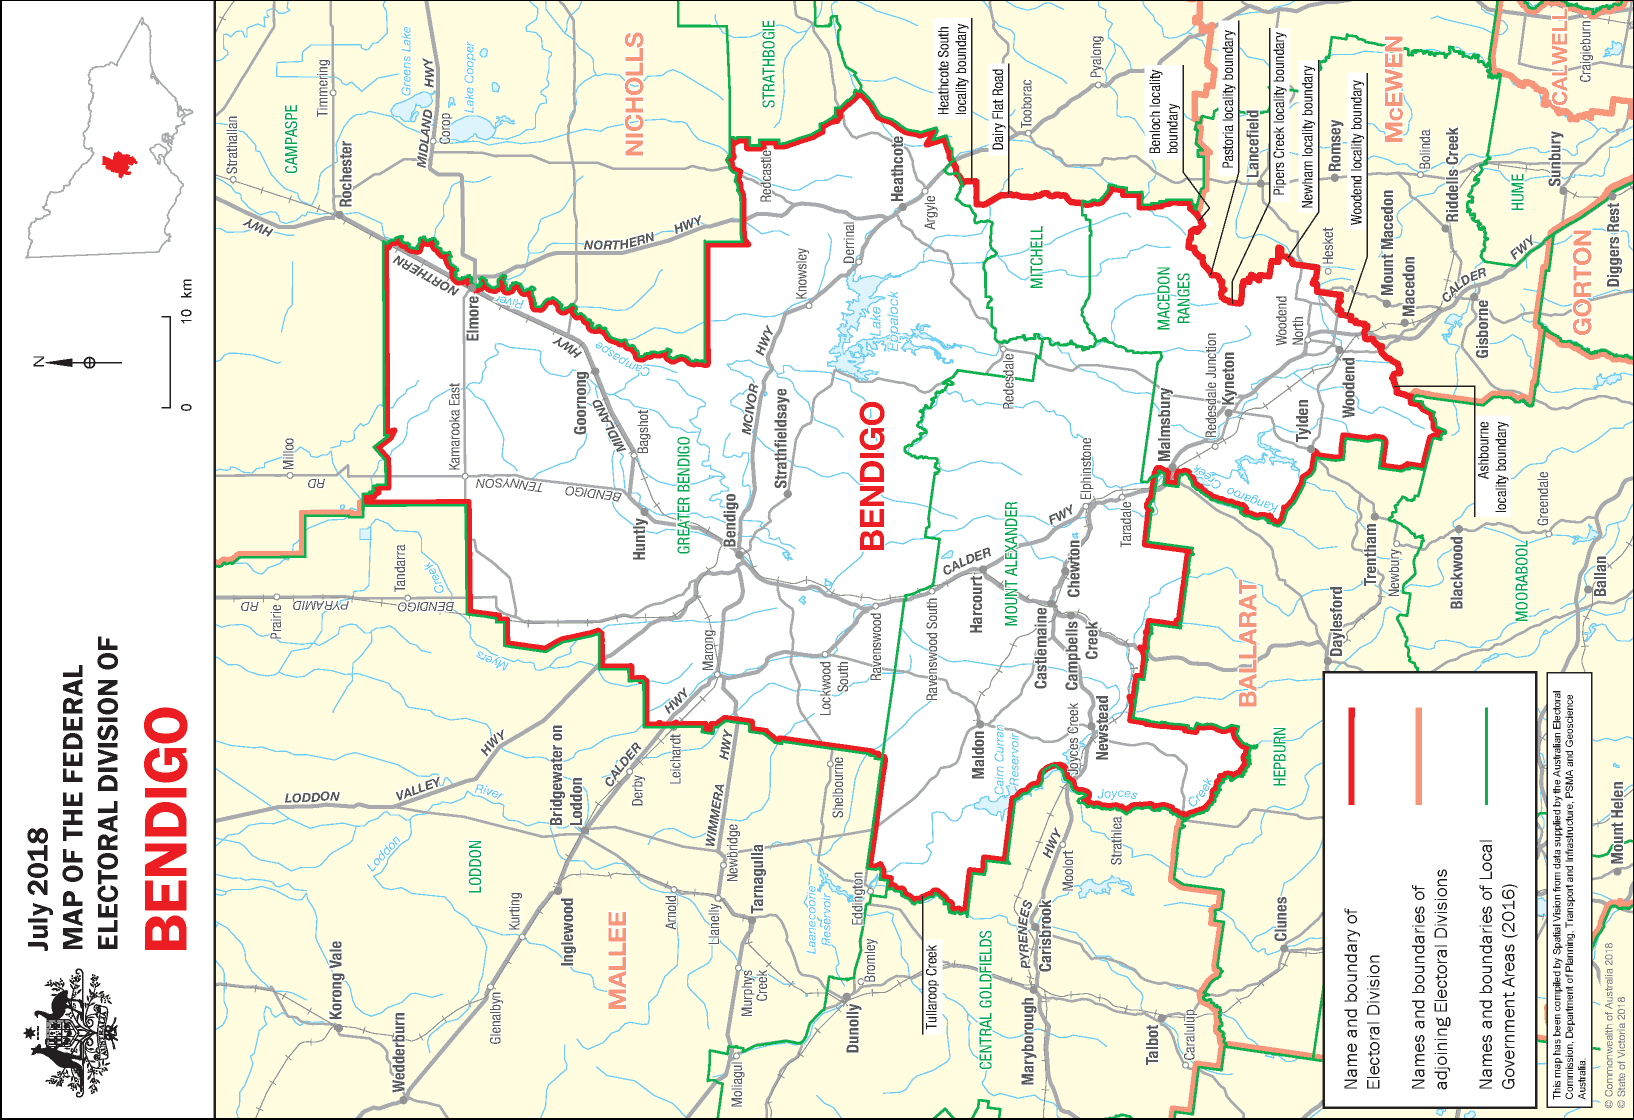 July 2018
MAP OF THE FEDERAL
ELECTORAL DIVISION OF
BENDIGO
N
0
10 km
Strathallan
CAMPASPE
Timmering
Greens Lake
MIDLAND
HWY
Corop
Lake Cooper
NICHOLLS
STRATHBOGIE
Rochester
HWY
NORTHERN
HWY
NORTHERN
Redcastle
Heathcote
Argyle
Derrinal
Knowsley
Heathcote South
locality boundary
Dairy Flat Road
Tooborac
Pyalong
Benloch locality
boundary
Pastoria locality boundary
Lancefield
Pipers Creek locality boundary
Newham locality boundary
Romsey
Woodend locality boundary
McEWEN
Bolinda
Riddells Creek
CALWELL
Craigieburn
Sunbury
HUME
Diggers Rest
GORTON
CALDER
FWY
Gisborne
Macedon
Mount Macedon
Hesket
MITCHELL
MACEDON
RANGES
Woodend
North
Woodend
Tylden
Kyneton
Redesdale Junction
Malmsbury
Redesdale
Lake
Eppalock
MCIVOR
HWY
Strathfieldsaye
Elmore
River
Campaspe
HWY
MIDLAND
Goornong
Bagshot
Kamarooka East
Milloo
RD
TENNYSON
BENDIGO
Huntly
GREATER BENDIGO
Bendigo
BENDIGO
Elphinstone
Taradale
FWY
CALDER
MOUNT ALEXANDER
Harcourt
Chewton
Castlemaine
Campbells
Creek
Kangaroo Creek
Ashbourne
locality boundary
Greendale
Blackwood
Trentham
Newbury
MOORABOOL
Ballan
Daylesford
BALLARAT
HEPBURN
Prairie
PYRAMID
RD
BENDIGO
Tandarra
Creek
Myers
Marong
Lockwood
South
Ravenswood
Ravenswood South
Maldon
Cairn Curran
Reservoir
Joyces Creek
Newstead
Joyces
Creek
HWY
CALDER
Derby
Leichardt
HWY
WIMMERA
Shelbourne
LODDON
VALLEY
HWY
River
Loddon
Bridgewater on
Loddon
LODDON
Kurting
Inglewood
MALLEE
Arnold
Llanelly
Newbridge
Tarnagulla
Laanecoorie
Reservoir
Eddington
Bromley
Murphys
Creek
Dunolly
Moliagul
Korong Vale
Glenalbyn
Wedderburn
Tullaroop Creek
CENTRAL GOLDFIELDS
Maryborough
PYRENEES
HWY
Carisbrook
Moolort
Strathlea
Talbot
Caralulup
Clunes
Mount Helen
Name and boundary of
Electoral Division
Names and boundaries of
adjoining Electoral Divisions
Names and boundaries of Local
Government Areas (2016)
This map has been compiled by Spatial Vision from data supplied by the Australian Electoral
Commission, Department of Planning, Transport and Infrastructure, PSMA and Geoscience
Australia.
© Commonwealth of Australia 2018
© State of Victoria 2018